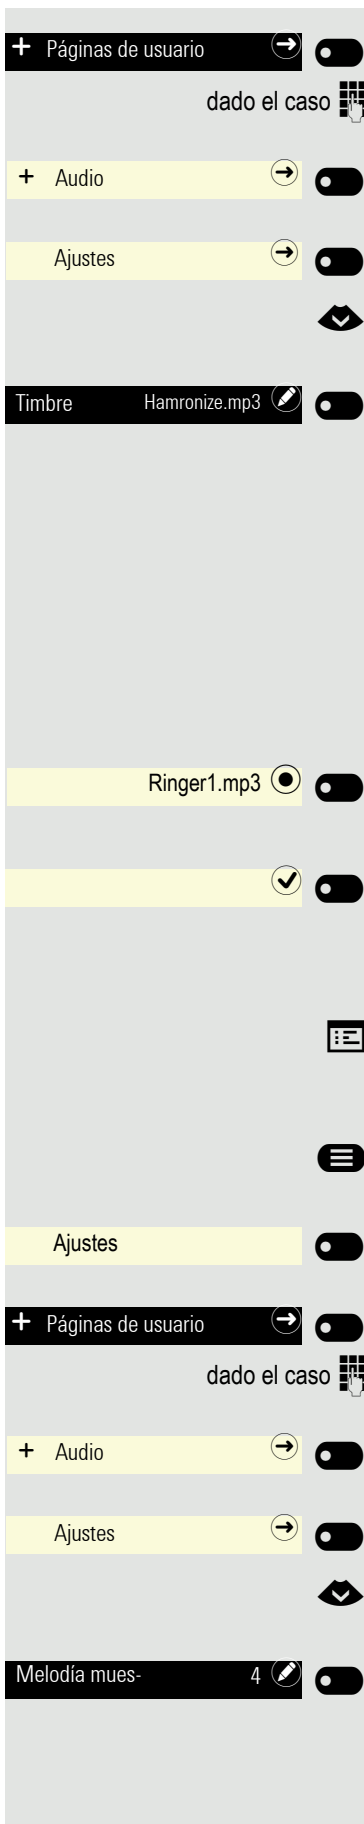 + Páginas de usuario
dado el caso
+ Audio
Ajustes
Timbre Hamronize.mp3
Ringer1.mp3
Ajustes
+ Páginas de usuario
dado el caso
+ Audio
Ajustes
Melodía mues- 4